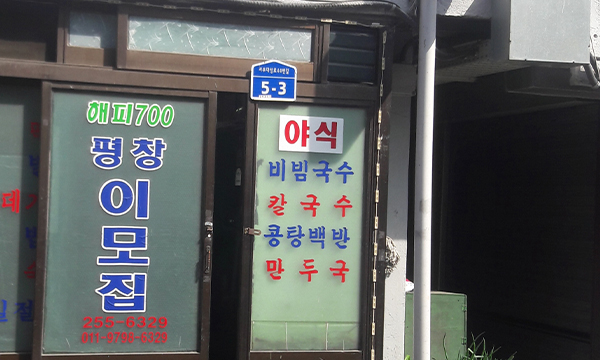 해피700
평창
이모집
255-6329
011-9798-6329
5-3
야식
비빔국수
칼국수
콩탕백반
만두국